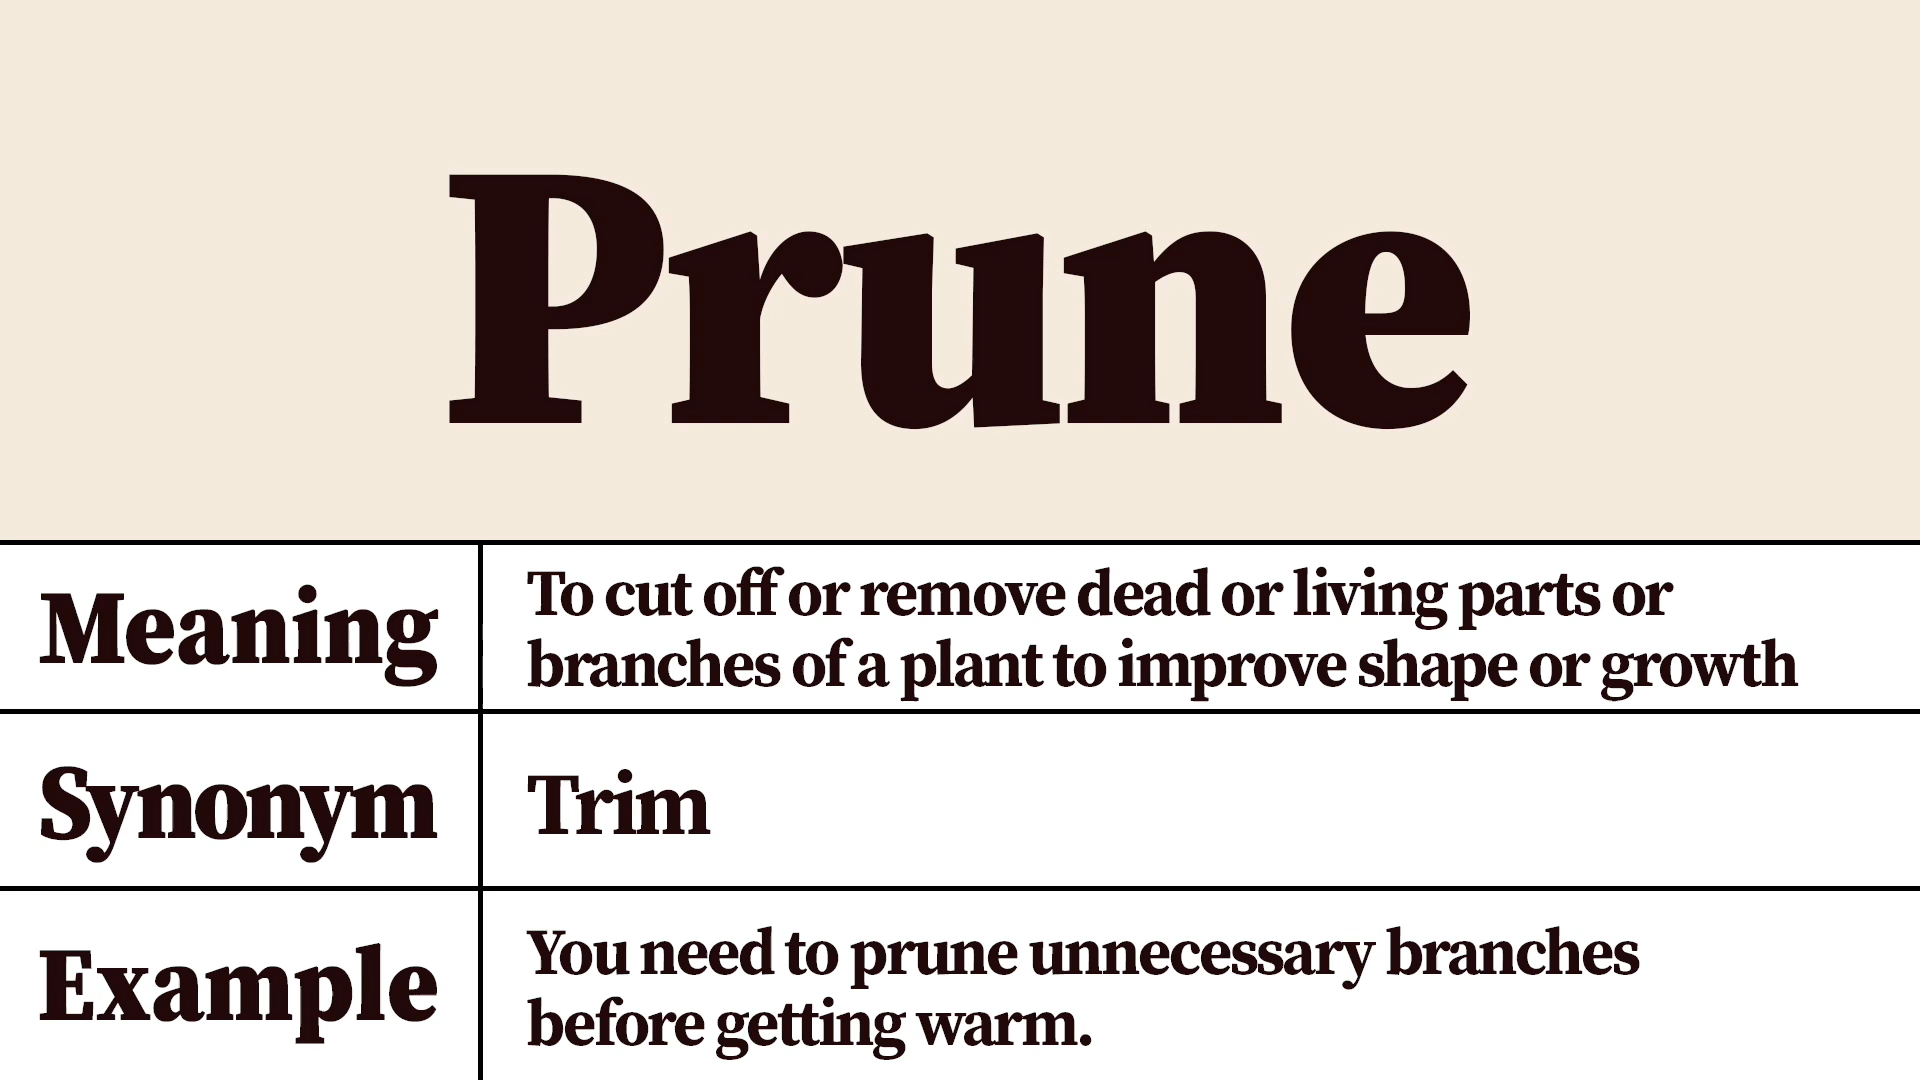 Prune
Meaning
To cut off or remove dead or living parts or
branches of a plant to improve shape or growth
Synonym
Trim
Example
You need to prune unnecessary branches
before getting warm.